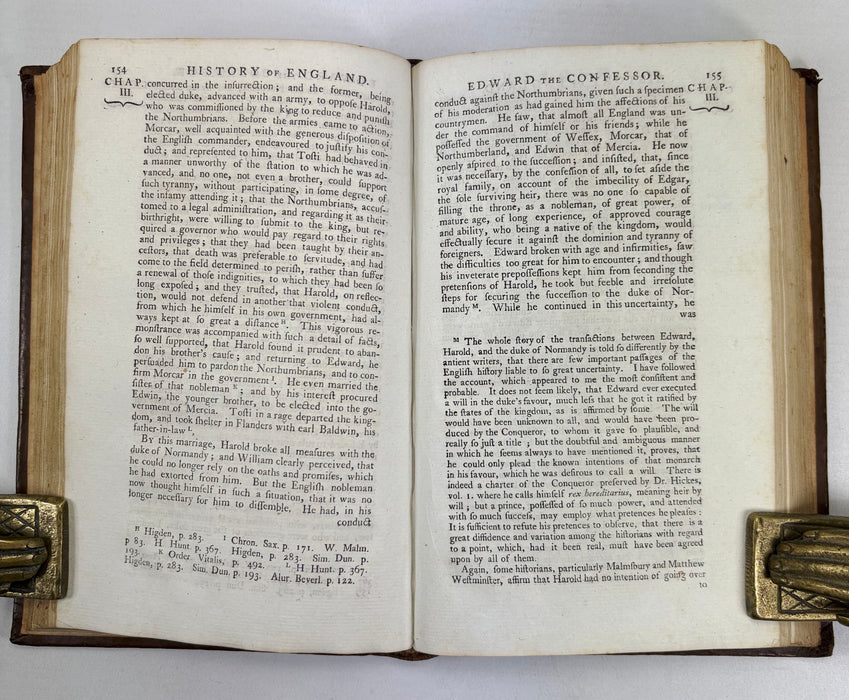 154 HISTORY OF ENGLAND.
CHAP.
III.
concurred in the inſurrection; and the former, being
elected duke, advanced with an army, to oppoſe Harold,
who was commiſſioned by the king to reduce and puniſh
the Northumbrians. Before the armies came to action,
Morcar, well acquainted with the generous diſpoſition of
the Engliſh commander, endeavoured to juſtify his con-
duct; and repreſented to him, that Toſti had behaved in
a manner unworthy of the ſtation to which he was ad-
vanced, and no one, not even a brother, could ſupport
ſuch tyranny, without participating, in ſome degree, of
the infamy attending it; that the Northumbrians, accuſ-
tomed to a legal adminiſtration, and regarding it as their
birthright, were willing to ſubmit to the king, but re-
quired a governor who would pay regard to their rights
and privileges; that they had been taught by their an-
ceſtors, that death was preferable to ſervitude, and had
come to the field determined to periſh, rather than ſuffer
a renewal of thoſe indignities, to which they had been ſo
long expoſed; and they truſted, that Harold, on reflec-
tion, would not defend in another that violent conduct,
from which he himſelf in his own government, had al-
ways kept at ſo great a diſtance H. This vigorous re-
monſtrance was accompanied with ſuch a detail of facts,
ſo well ſupported, that Harold found it prudent to aban-
don his brother's cauſe; and returning to Edward, he
perſuaded him to pardon the Northumbrians, and to con-
firm Morcar in the government I. He even married the
ſiſter of that nobleman K; and by his intereſt procured
Edwin, the younger brother, to be elected into the go-
vernment of Mercia. Toſti in a rage departed the king-
dom, and took ſhelter in Flanders with earl Baldwin, his
father-in-law L.
By this marriage, Harold broke all meaſures with the
duke of Normandy; and William clearly perceived, that
he could no longer rely on the oaths and promiſes, which
he had extorted from him. But the Engliſh nobleman
now thought himſelf in ſuch a ſituation, that it was no
longer neceſſary for him to diſſemble. He had, in his
conduct
H Higden, p. 283. I Chron. Sax. p. 171. W. Malm.
p 83. H Hunt p. 367. Higden, p. 283. Sim. Dun. p.
193. K Order Vitalis, p. 492. L H. Hunt. p. 367.
Higden, p. 283. Sim. Dun. p. 193. Alur. Beverl. p. 122.
EDWARD THE CONFESSOR. 155
CHAP.
III.
conduct againſt the Northumbrians, given ſuch a ſpecimen
of his moderation as had gained him the affections of his
countrymen. He ſaw, that almoſt all England was un-
der the command of himſelf or his friends; while he
poſſeſſed the government of Weſſex, Morcar, that of
Northumberland, and Edwin that of Mercia. He now
openly aſpired to the ſucceſſion; and inſiſted, that, ſince
it was neceſſary, by the confeſſion of all, to ſet aſide the
royal family, on account of the imbecility of Edgar,
the ſole ſurviving heir, there was no one ſo capable of
filling the throne, as a nobleman, of great power, of
mature age, of long experience, of approved courage
and ability, who being a native of the kingdom, would
effectually ſecure it againſt the dominion and tyranny of
foreigners. Edward broken with age and infirmities, ſaw
the difficulties too great for him to encounter; and though
his inveterate prepoſſeſſions kept him from ſeconding the
pretenſions of Harold, he took but feeble and irreſolute
ſteps for ſecuring the ſucceſſion to the duke of Nor-
mandy M. While he continued in this uncertainty, he
was
M The whole ſtory of the tranſactions between Edward,
Harold, and the duke of Normandy is told ſo differently by the
antient writers, that there are few important paſſages of the
Engliſh hiſtory liable to ſo great uncertainty. I have followed
the account, which appeared to me the moſt conſiſtent and
probable. It does not ſeem likely, that Edward ever executed
a will in the duke's favour, much leſs that he got it ratified by
the ſtates of the kingdom, as is affirmed by ſome. The will
would have been known to all, and would have been pro-
duced by the Conqueror, to whom it gave ſo plauſible, and
really ſo juſt a title; but the doubtful and ambiguous manner
in which he ſeems always to have mentioned it, proves, that
he could only plead the known intentions of that monarch
in his favour, which he was deſirous to call a will. There is
indeed a charter of the Conqueror preſerved by Dr. Hickes,
vol. 1. where he calls himſelf rex hereditarius, meaning heir by
will; but a prince, poſſeſſed of ſo much power, and attended
with ſo much ſucceſs, may employ what pretences he pleaſes:
It is ſufficient to refute his pretences to obſerve, that there is a
great diffidence and variation among the hiſtorians with regard
to a point, which, had it been real, muſt have been agreed
upon by all of them.
Again, ſome hiſtorians, particularly Malmſbury and Matthew
Weſtminſter, affirm that Harold had no intention of going over
to